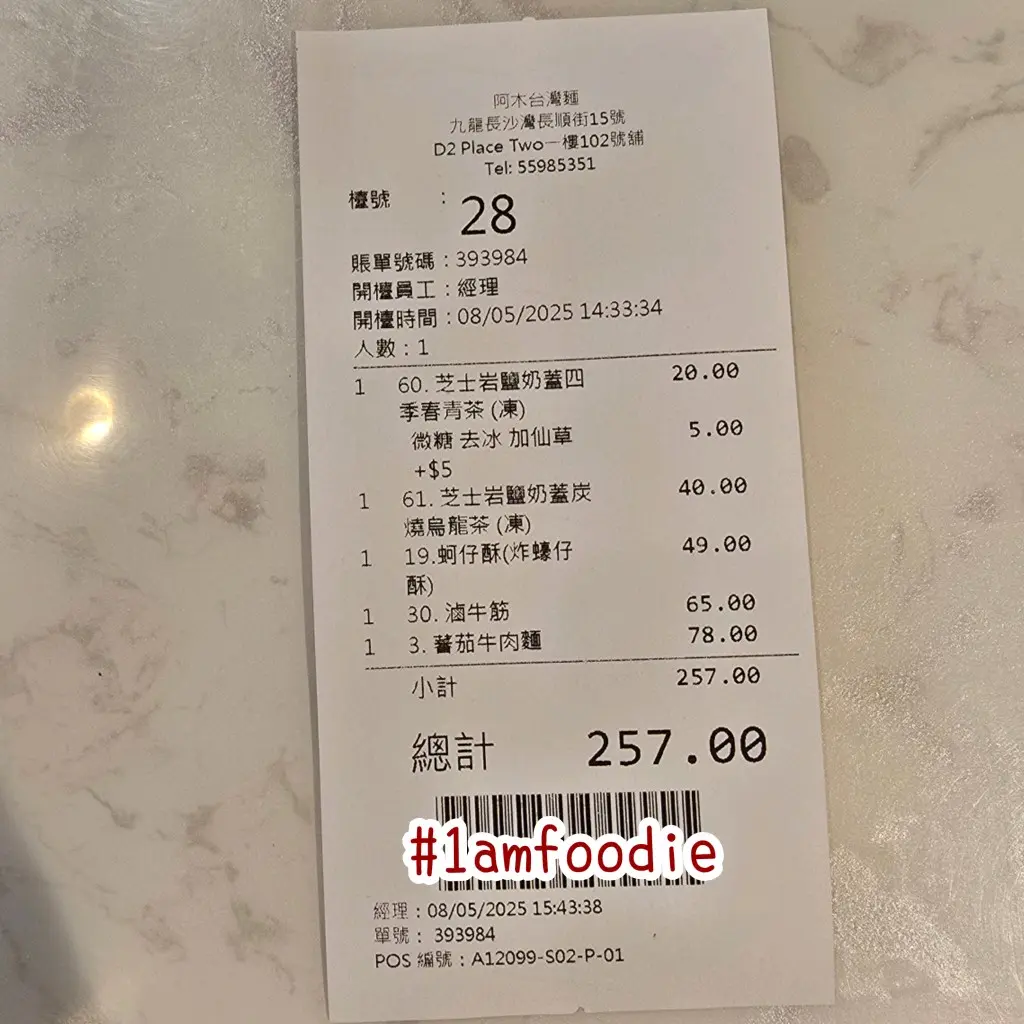 阿木台灣麵
九龍長沙灣長順街15號
D2 Place Two一樓102號舖
Tel: 55985351
檯號 : 28
賬單號碼 : 393984
開檯員工 : 經理
開檯時間 : 08/05/2025 14:33:34
人數 : 1
1 60. 芝士岩鹽奶蓋四 20.00
季春青茶 (凍)
微糖 去冰 加仙草 5.00
+$5
1 61. 芝士岩鹽奶蓋炭 40.00
燒烏龍茶 (凍)
1 19.蚵仔酥(炸蠔仔 49.00
酥)
1 30. 滷牛筋 65.00
1 3. 蕃茄牛肉麵 78.00
小計 257.00
總計 257.00
#1amfoodie
經理 : 08/05/2025 15:43:38
單號 : 393984
POS 編號 : A12099-S02-P-01